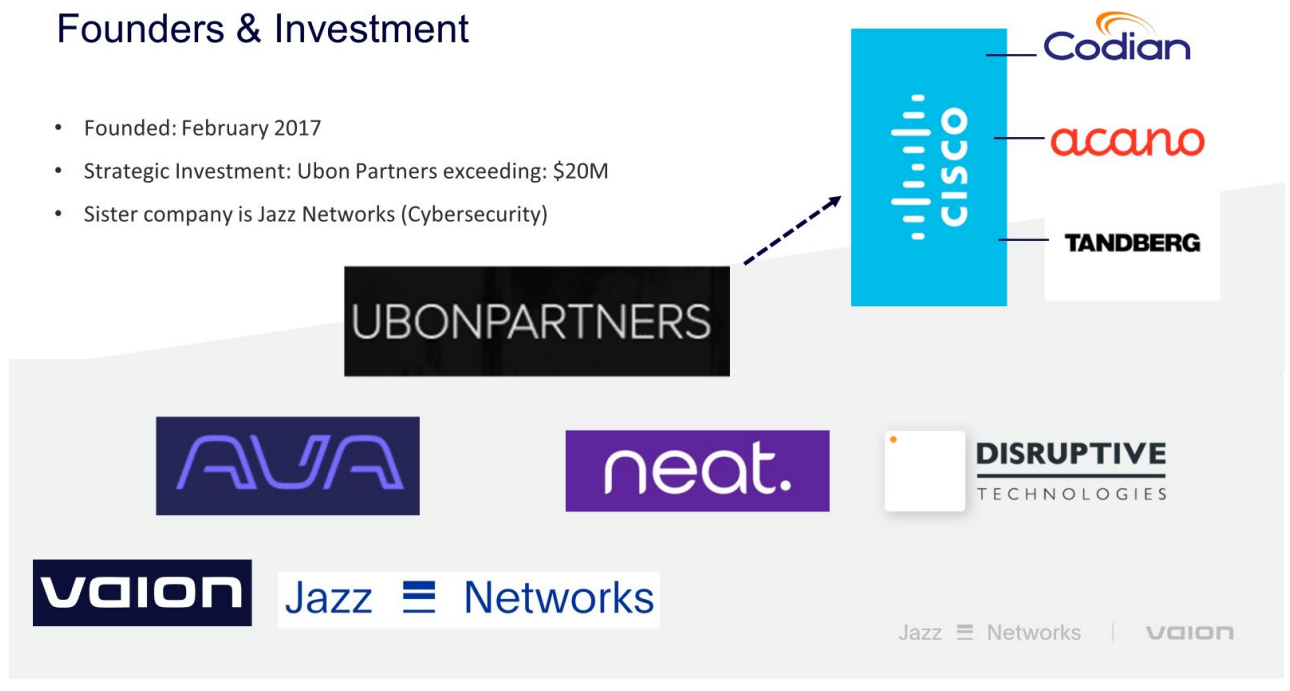 Founders & Investment
• Founded: February 2017
• Strategic Investment: Ubon Partners exceeding: $20M
• Sister company is Jazz Networks (Cybersecurity)
cisco
Codian
acano
TANDBERG
UBONPARTNERS
AVA
neat.
DISRUPTIVE
TECHNOLOGIES
vaion
Jazz Networks
Jazz Networks | vaion